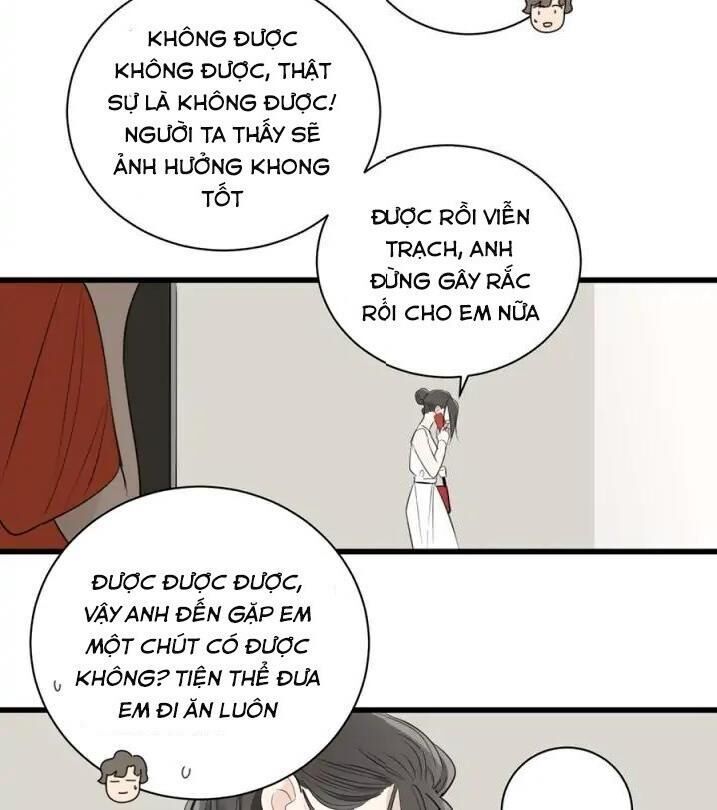 KHÔNG ĐƯỢC
KHÔNG ĐƯỢC, THẬT
SỰ LÀ KHÔNG ĐƯỢC!
NGƯỜI TA THẤY SẼ
ẢNH HƯỞNG KHONG
TỐT
ĐƯỢC RỒI VIỄN
TRẠCH, ANH
ĐỪNG GÂY RẮC
RỐI CHO EM NỮA
ĐƯỢC ĐƯỢC ĐƯỢC,
VẬY ANH ĐẾN GẶP EM
MỘT CHÚT CÓ ĐƯỢC
KHÔNG? TIỆN THỂ ĐƯA
EM ĐI ĂN LUÔN